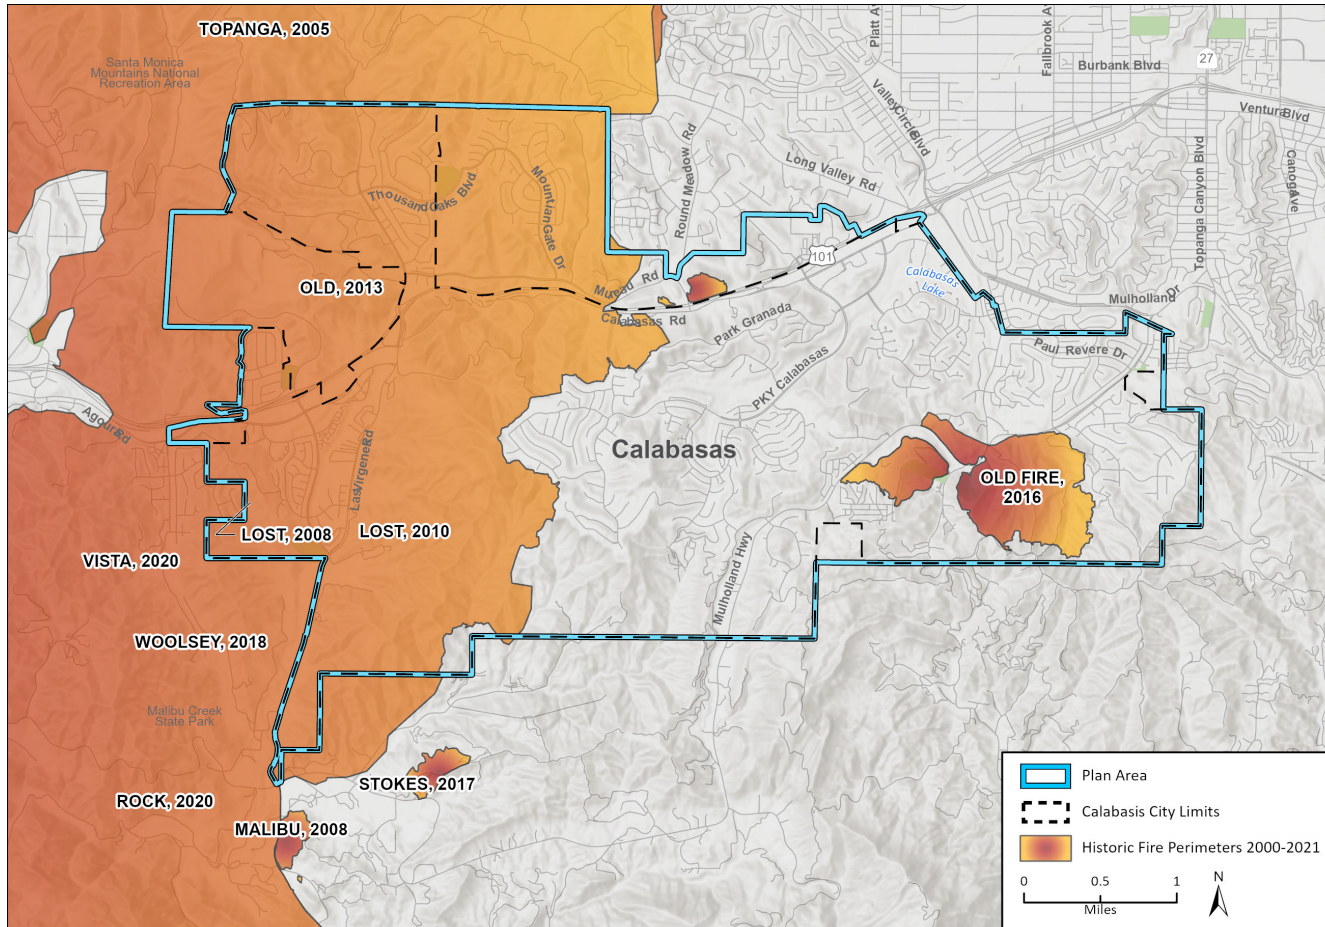 TOPANGA, 2005
Platt A
Fallbrook Av
Burbank Blvd
27
Santa Monica
Mountains National
Recreation Area
Valley Circle Blvd
Ventura Blvd
Topanga Canyon Blvd
Canoga Ave
Round Meadow Rd
Long Valley Rd
Thousand Oaks Blvd
Mountain Gate Dr
101
Calabasas
Lake
OLD, 2013
Mureau Rd
Mulholland Dr
Calabasas Rd
Park Granada
Paul Revere Dr
PKY Calabasas
Agoura Rd
Las Virgenes Rd
Calabasas
OLD FIRE,
2016
LOST, 2008
LOST, 2010
VISTA, 2020
Mulholland Hwy
WOOLSEY, 2018
Malibu Creek
State Park
STOKES, 2017
ROCK, 2020
MALIBU, 2008
Plan Area
Calabasis City Limits
Historic Fire Perimeters 2000-2021
0 0.5 1
Miles
N